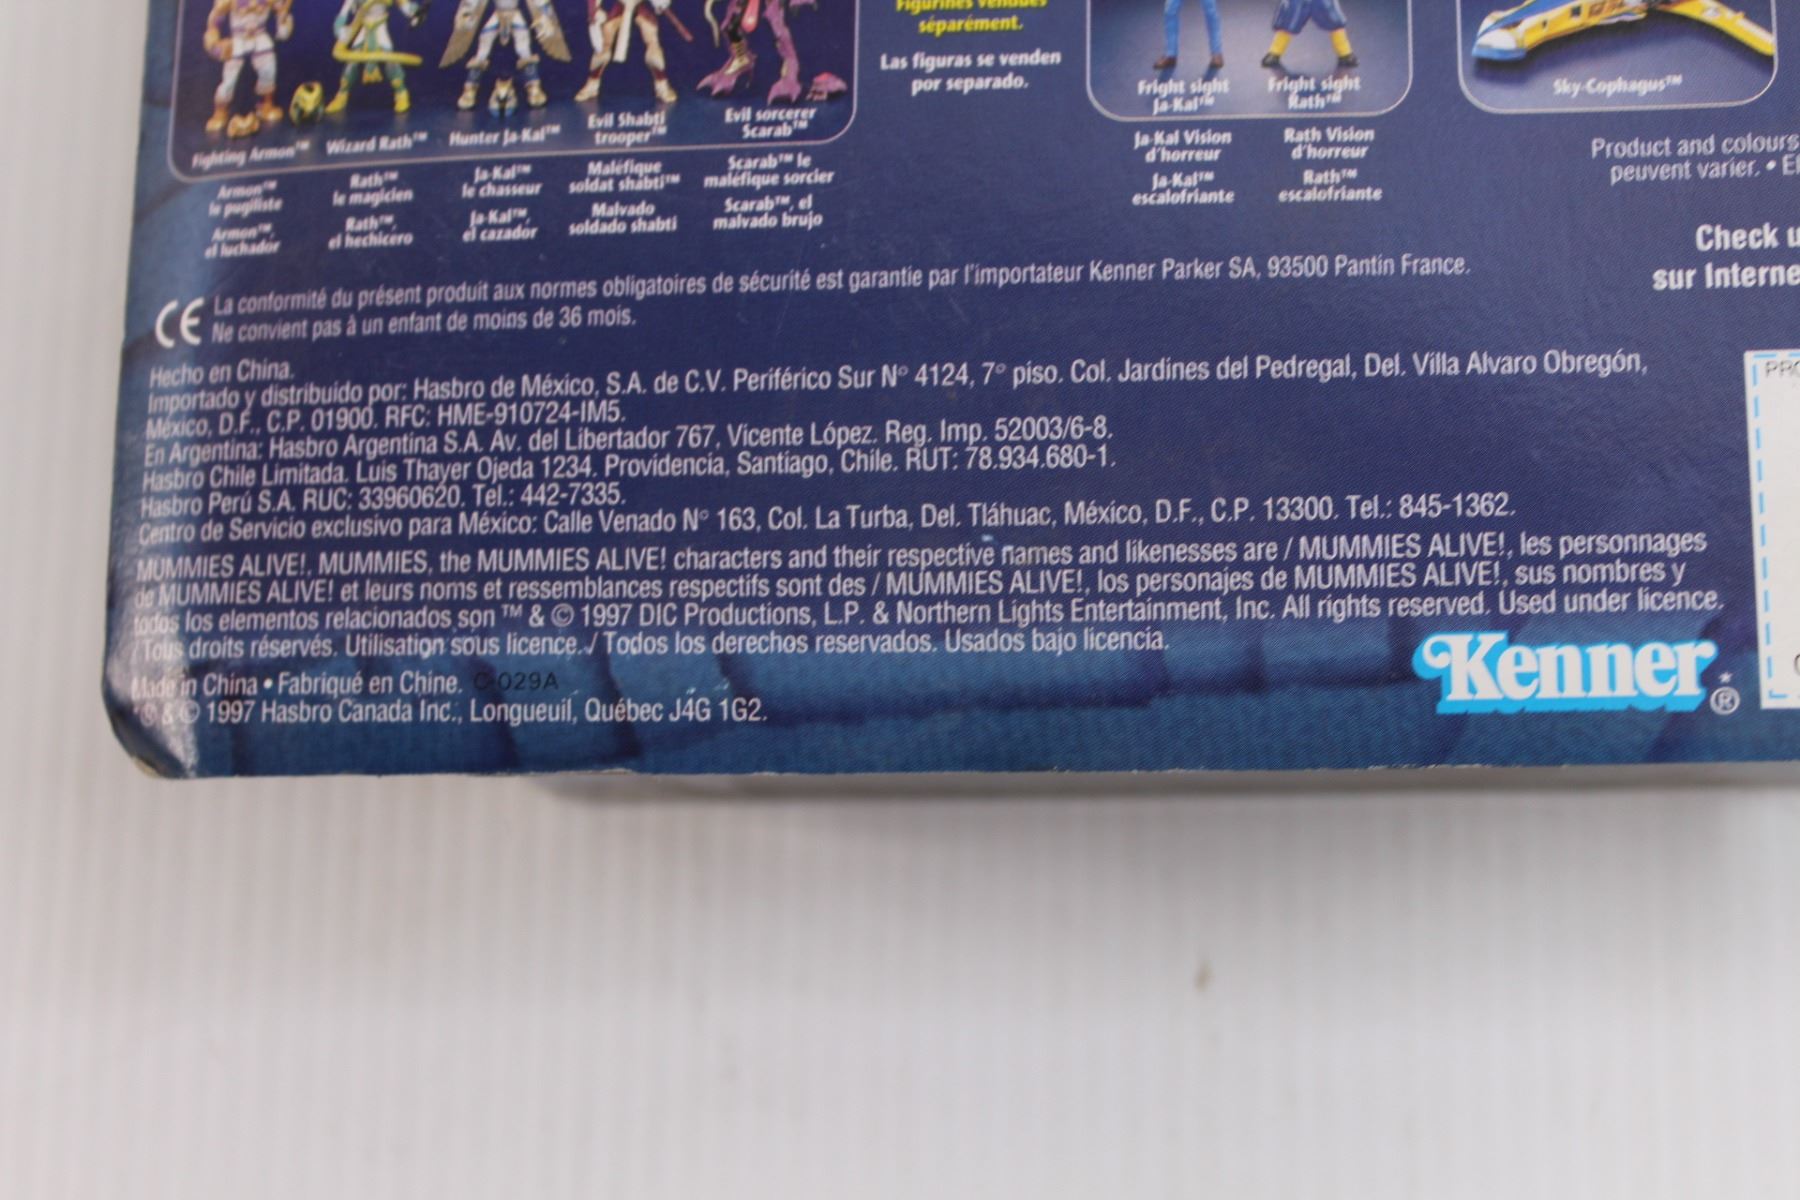 Figurines vendues
séparément.
Las figuras se venden
por separado.
Fighting Armon™
Wizard Rath™
Hunter Ja-Kal™
Evil Shabti
trooper™
Evil sorcerer
Scarab™
Armon™
le pugiliste
Rath™
le magicien
Ja-Kal™
le chasseur
Maléfique
soldat shabti™
Scarab™ le
maléfique sorcier
Armon™,
el luchador
Rath™,
el hechicero
Ja-Kal™,
el cazador
Malvado
soldado shabti
Scarab™, el
malvado brujo
Fright sight
Ja-Kal™
Fright sight
Rath™
Ja-Kal Vision
d'horreur
Rath Vision
d'horreur
Ja-Kal™
escalofriante
Rath™
escalofriante
Sky-Cophagus™
Product and colours
peuvent varier. •
Check
sur
CE
La conformité du présent produit aux normes obligatoires de sécurité est garantie par l'importateur Kenner Parker SA, 93500 Pantin France.
Ne convient pas à un enfant de moins de 36 mois.
Hecho en China.
Importado y distribuido por: Hasbro de México, S.A. de C.V. Periférico Sur N° 4124, 7° piso. Col. Jardines del Pedregal, Del. Villa Alvaro Obregón,
México, D.F., C.P. 01900. RFC: HME-910724-IM5.
En Argentina: Hasbro Argentina S.A. Av. del Libertador 767, Vicente López. Reg. Imp. 52003/6-8.
Hasbro Chile Limitada. Luis Thayer Ojeda 1234. Providencia, Santiago, Chile. RUT: 78.934.680-1.
Hasbro Perú S.A. RUC: 33960620. Tel.: 442-7335.
Centro de Servicio exclusivo para México: Calle Venado N° 163, Col. La Turba, Del. Tláhuac, México, D.F., C.P. 13300. Tel.: 845-1362.
MUMMIES ALIVE!, MUMMIES, the MUMMIES ALIVE! characters and their respective names and likenesses are / MUMMIES ALIVE!, les personnages
de MUMMIES ALIVE! et leurs noms et ressemblances respectifs sont des / MUMMIES ALIVE!, los personajes de MUMMIES ALIVE!, sus nombres y
todos los elementos relacionados son ™ & © 1997 DIC Productions, L.P. & Northern Lights Entertainment, Inc. All rights reserved. Used under licence.
/ Tous droits réservés. Utilisation sous licence. / Todos los derechos reservados. Usados bajo licencia.
Made in China • Fabriqué en Chine. C-029A
*® & © 1997 Hasbro Canada Inc., Longueuil, Québec J4G 1G2.
Kenner*®